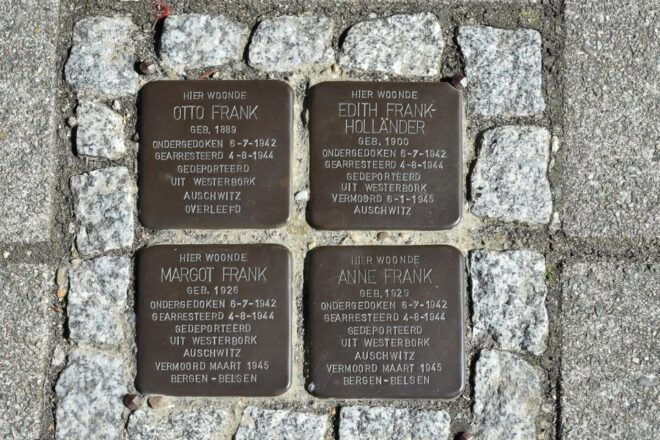 HIER WOONDE
OTTO FRANK
GEB. 1889
ONDERGEDOKEN 6-7-1942
GEARRESTEERD 4-8-1944
GEDEPORTEERD
UIT WESTERBORK
AUSCHWITZ
OVERLEEFD
HIER WOONDE
EDITH FRANK-
HOLLÄNDER
GEB. 1900
ONDERGEDOKEN 6-7-1942
GEARRESTEERD 4-8-1944
GEDEPORTEERD
UIT WESTERBORK
VERMOORD 6-1-1945
AUSCHWITZ
HIER WOONDE
MARGOT FRANK
GEB. 1926
ONDERGEDOKEN 6-7-1942
GEARRESTEERD 4-8-1944
GEDEPORTEERD
UIT WESTERBORK
AUSCHWITZ
VERMOORD MAART 1945
BERGEN-BELSEN
HIER WOONDE
ANNE FRANK
GEB. 1929
ONDERGEDOKEN 6-7-1942
GEARRESTEERD 4-8-1944
GEDEPORTEERD
UIT WESTERBORK
AUSCHWITZ
VERMOORD MAART 1945
BERGEN-BELSEN